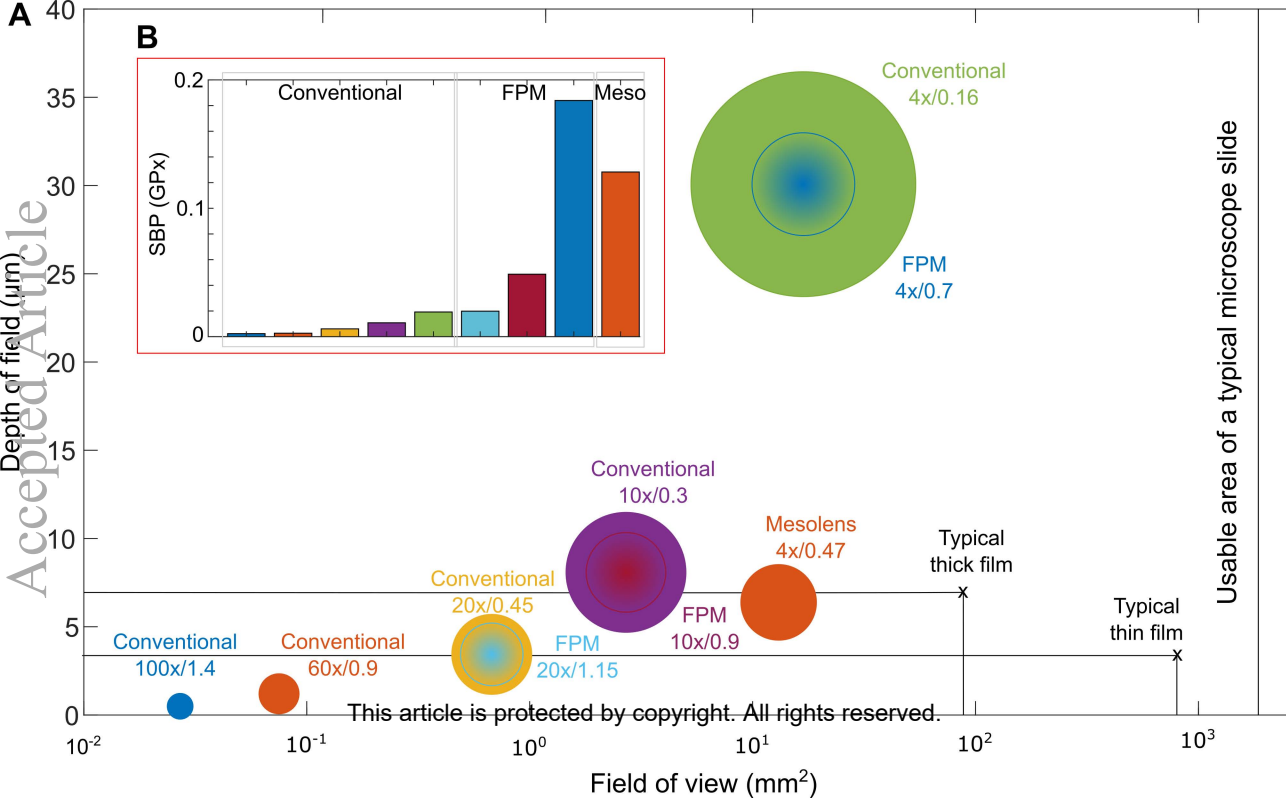 A
40
35
30
25
20
15
10
5
0
Depth of field (μm)
Accepted Article
B
0.2
0.1
0
SBP (GPx)
Conventional
FPM
Meso
Conventional
4x/0.16
FPM
4x/0.7
Usable area of a typical microscope slide
Conventional
10x/0.3
Mesolens
4x/0.47
Typical
thick film
x
Conventional
20x/0.45
FPM
10x/0.9
Typical
thin film
x
Conventional
100x/1.4
Conventional
60x/0.9
FPM
20x/1.15
This article is protected by copyright. All rights reserved.
10-2
10-1
100
101
102
103
Field of view (mm2)